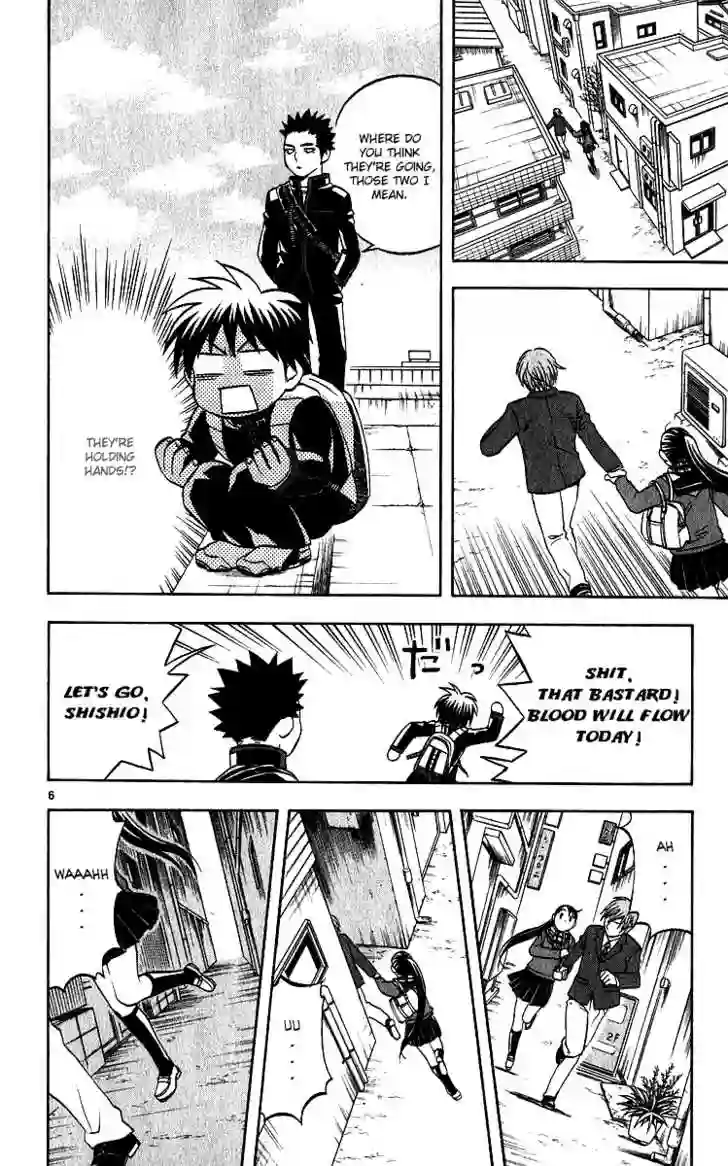 WHERE DO
YOU THINK
THEY'RE GOING,
THOSE TWO I
MEAN.
THEY'RE
HOLDING
HANDS!?
SHIT,
THAT BASTARD!
BLOOD WILL FLOW
TODAY!
だっ
LET'S GO,
SHISHIO!
6
AH
...
2F
UU
...
WAAAHH
...